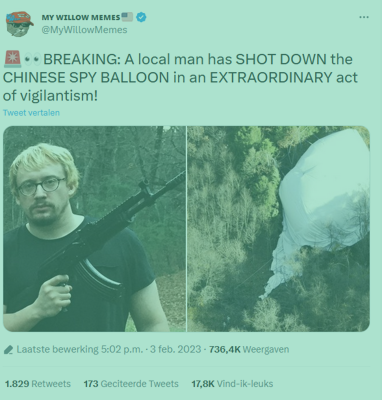 MY WILLOW MEMES
@MyWillowMemes
BREAKING: A local man has SHOT DOWN the
CHINESE SPY BALLOON in an EXTRAORDINARY act
of vigilantism!
Tweet vertalen
Laatste bewerking 5:02 p.m. · 3 feb. 2023 · 736,4K Weergaven
1.829 Retweets 173 Geciteerde Tweets 17,8K Vind-ik-leuks